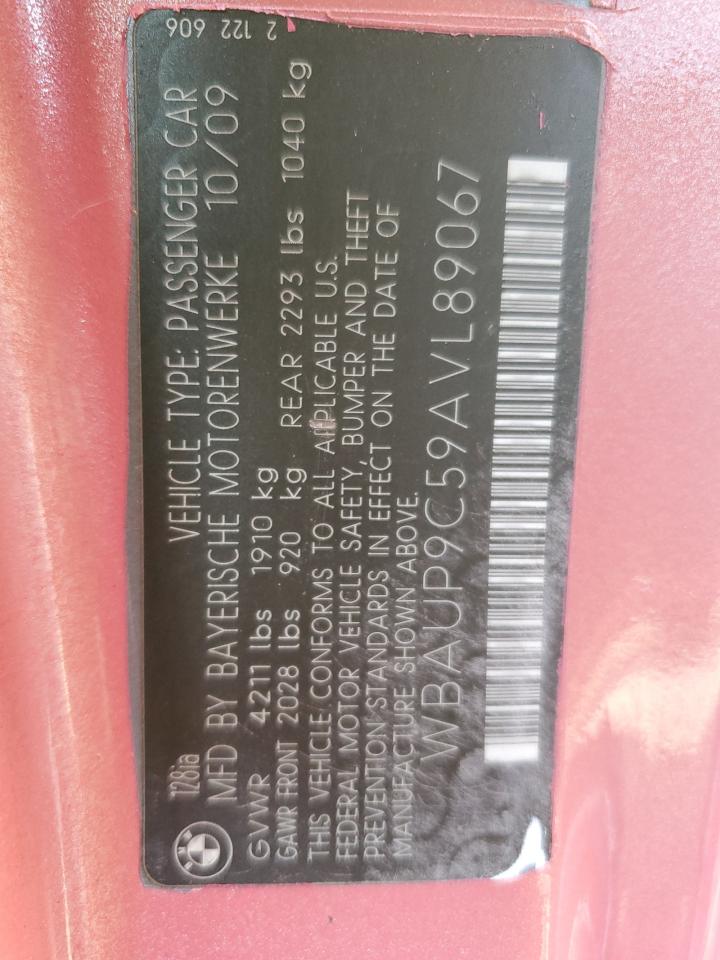 2 122 606
VEHICLE TYPE: PASSENGER CAR
128ia
MFD BY BAYERISCHE MOTORENWERKE 10/09
GVWR 4211 lbs 1910 kg
GAWR FRONT 2028 lbs 920 kg REAR 2293 lbs 1040 kg
THIS VEHICLE CONFORMS TO ALL APPLICABLE U.S.
FEDERAL MOTOR VEHICLE SAFETY, BUMPER AND THEFT
PREVENTION STANDARDS IN EFFECT ON THE DATE OF
MANUFACTURE SHOWN ABOVE.
WBAUP9C59AVL89067